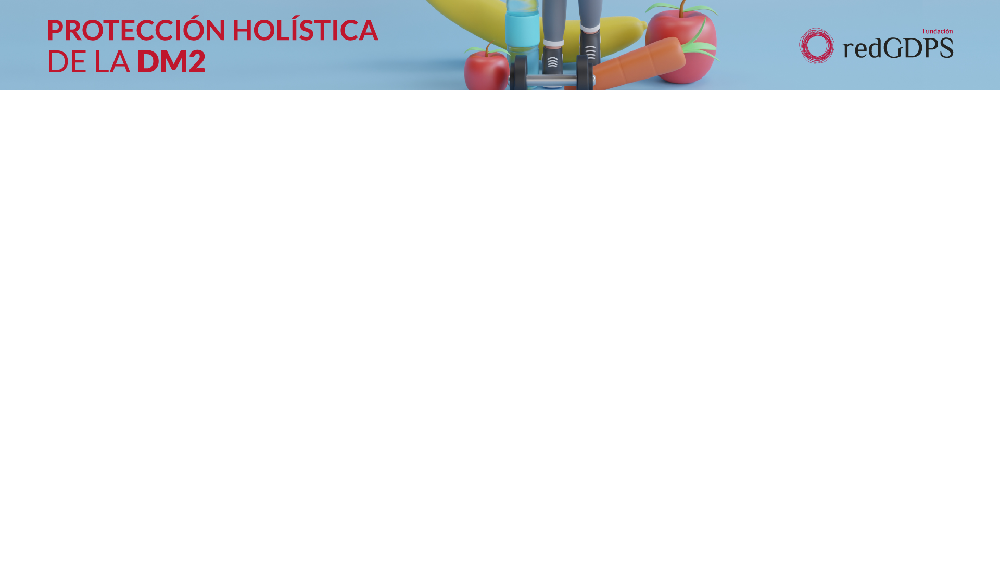 PROTECCIÓN HOLÍSTICA
DE LA DM2
Fundación
redGDPS